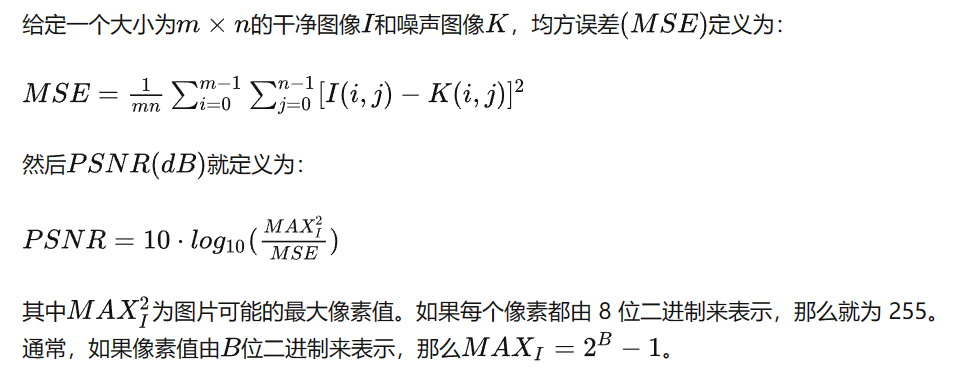 给定一个大小为$m \times n$的干净图像$I$和噪声图像$K$，均方误差$(MSE)$定义为：
$MSE = \frac{1}{mn}\sum_{i=0}^{m-1}\sum_{j=0}^{n-1}[I(i,j) - K(i,j)]^2$
然后$PSNR(dB)$就定义为：
$PSNR = 10 \cdot log_{10}(\frac{MAX_I^2}{MSE})$
其中$MAX_I^2$为图片可能的最大像素值。如果每个像素都由 8 位二进制来表示，那么就为 255。
通常，如果像素值由$B$位二进制来表示，那么$MAX_I = 2^B - 1$。